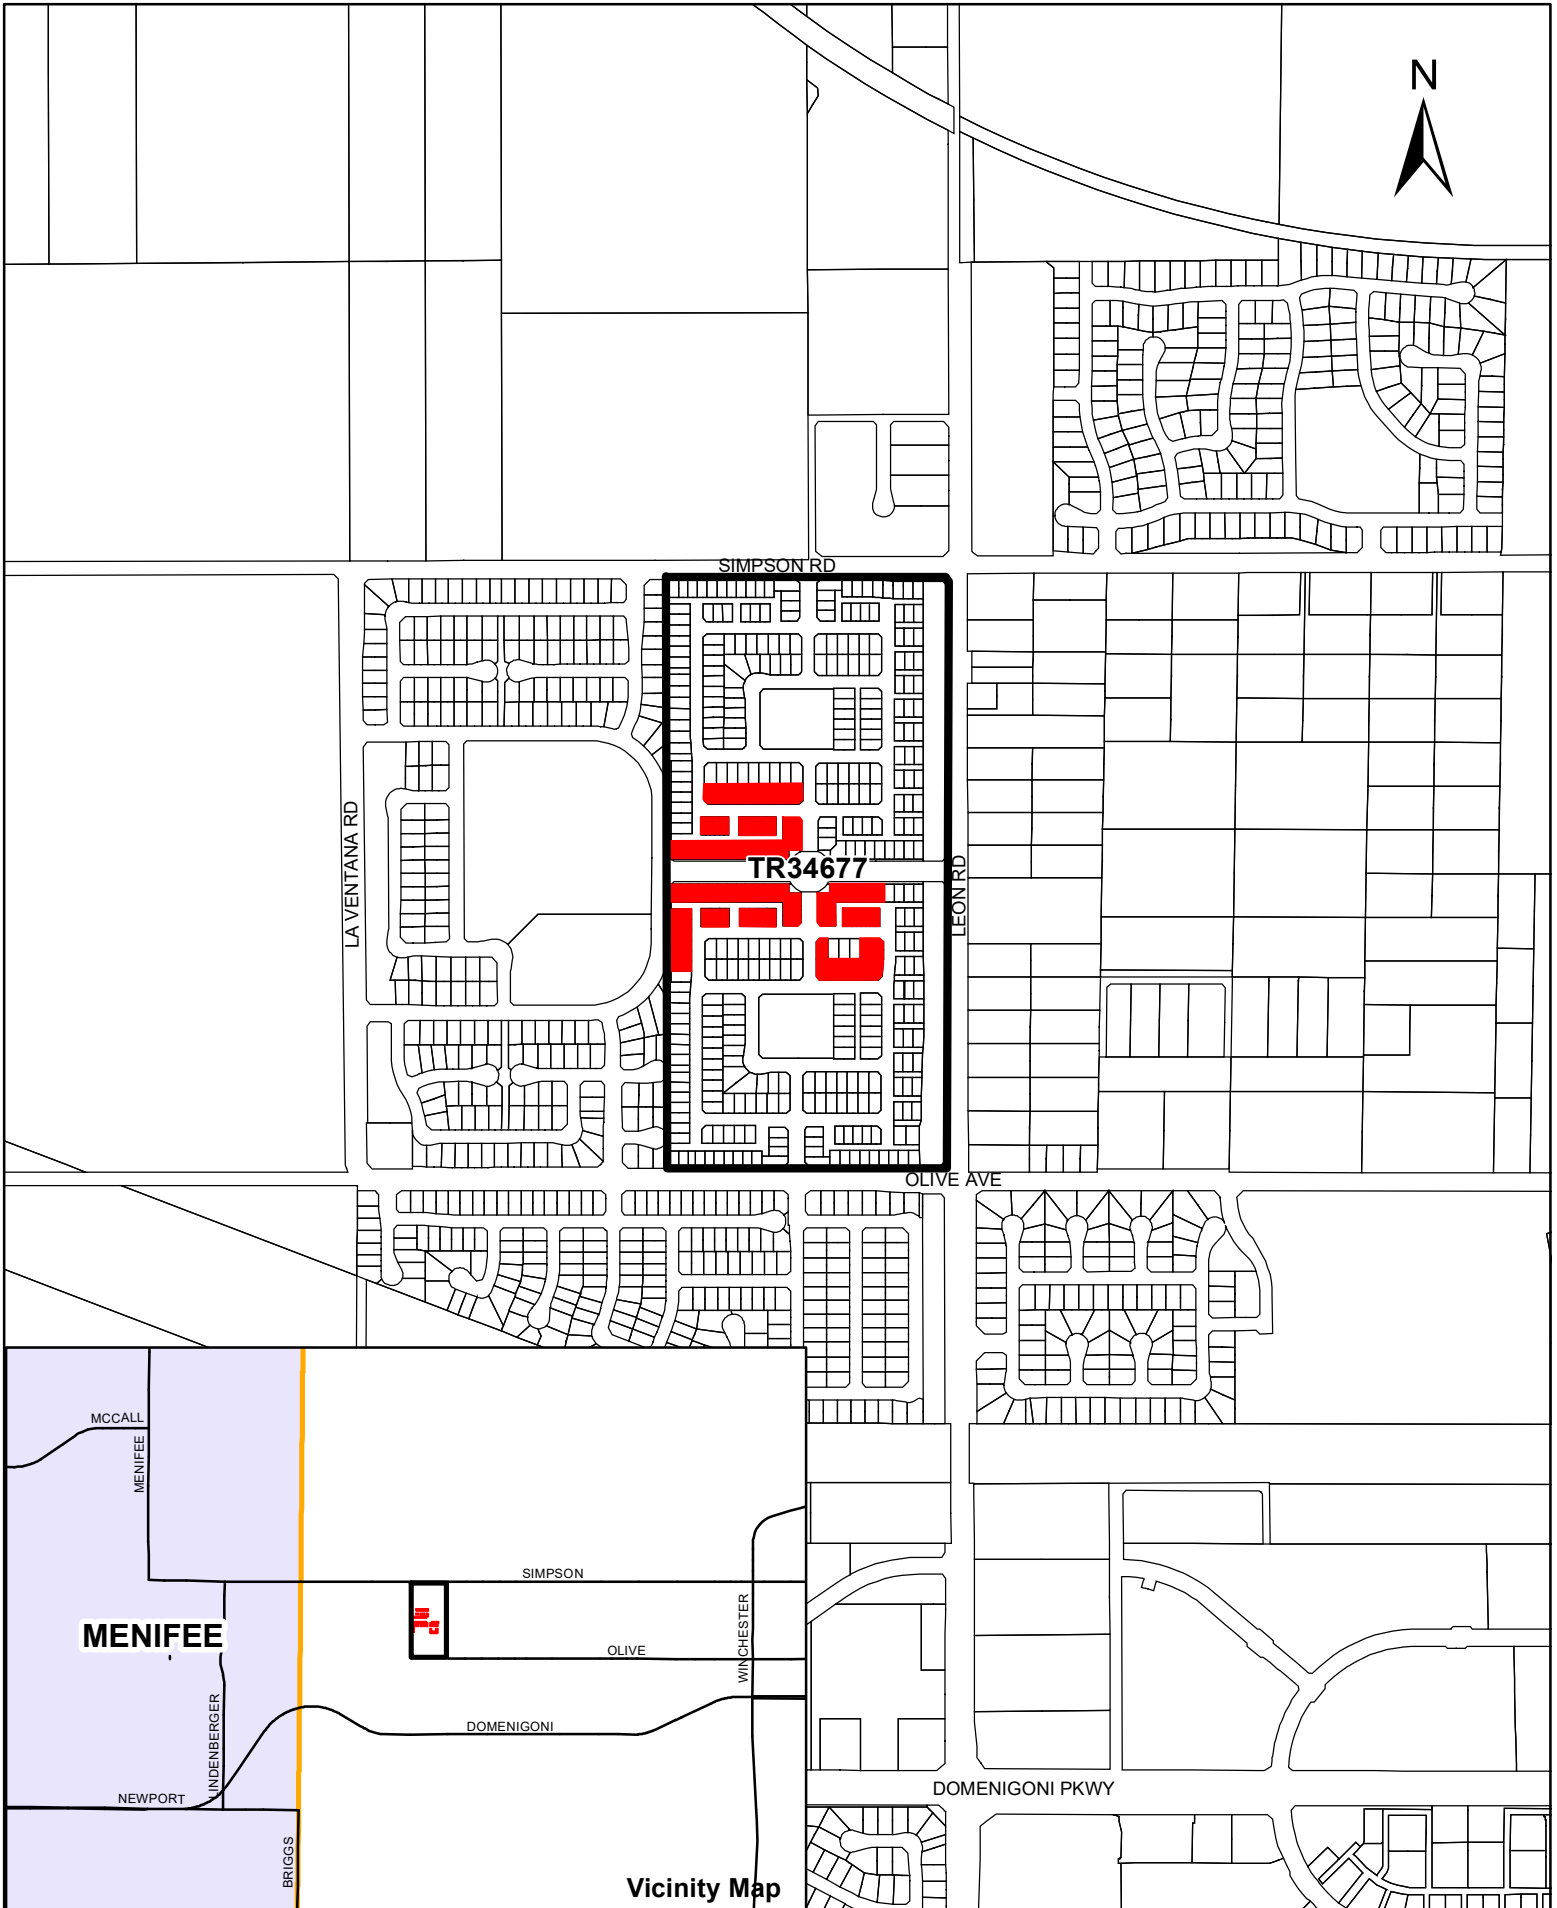 N
SIMPSON RD
LA VENTANA RD
TR34677
LEON RD
OLIVE AVE
MCCALL
MENIFEE
SIMPSON
MENIFEE
WINCHESTER
OLIVE
LINDENBERGER
DOMENIGONI
NEWPORT
DOMENIGONI PKWY
BRIGGS
Vicinity Map